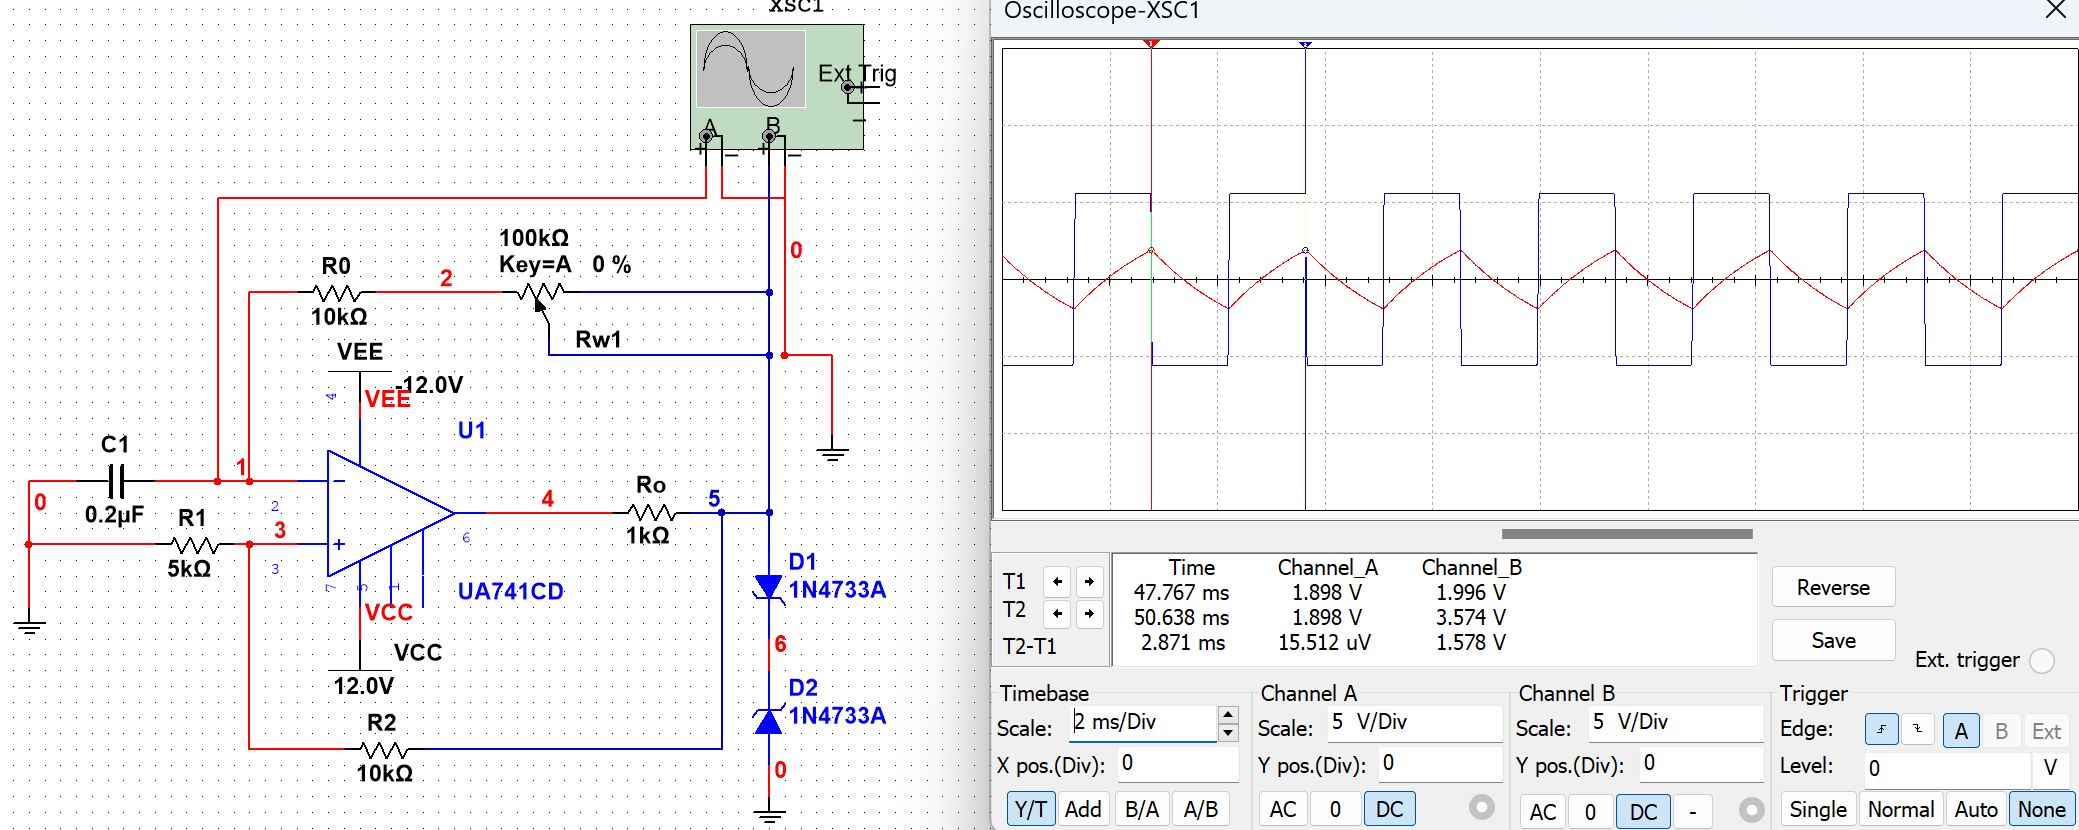 XSC1
Ext Trig
A
B
+
−
+
−
+
−
0
100kΩ
Key=A 0 %
R0
2
10kΩ
Rw1
VEE
-12.0V
4
VEE
U1
C1
1
−
0
0.2µF
2
R1
3
+
5kΩ
3
6
7
5
1
UA741CD
VCC
VCC
12.0V
4
Ro
5
1kΩ
D1
1N4733A
6
D2
1N4733A
R2
10kΩ
0
Oscilloscope-XSC1
1
2
Time Channel_A Channel_B
T1 47.767 ms 1.898 V 1.996 V
T2 50.638 ms 1.898 V 3.574 V
T2-T1 2.871 ms 15.512 uV 1.578 V
Reverse
Save
Ext. trigger
Timebase
Scale: 2 ms/Div
X pos.(Div): 0
Y/T Add B/A A/B
Channel A
Scale: 5 V/Div
Y pos.(Div): 0
AC 0 DC
Channel B
Scale: 5 V/Div
Y pos.(Div): 0
AC 0 DC -
Trigger
Edge: A B Ext
Level: 0 V
Single Normal Auto None